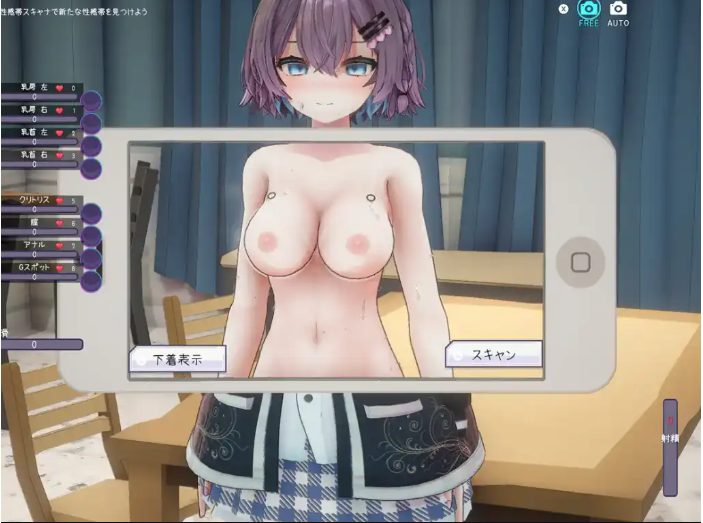 性感帯スキャナで新たな性感帯を見つけよう
X
FREE
AUTO
乳房 左 ♥ 0
0
乳房 右 ♥ 1
0
乳首 左 ♥ 2
0
乳首 右 ♥ 3
0
クリトリス ♥ 5
0
膣 ♥ 6
0
アナル ♥ 7
0
Gスポット ♥ 8
0
0
下着表示
スキャン
射精